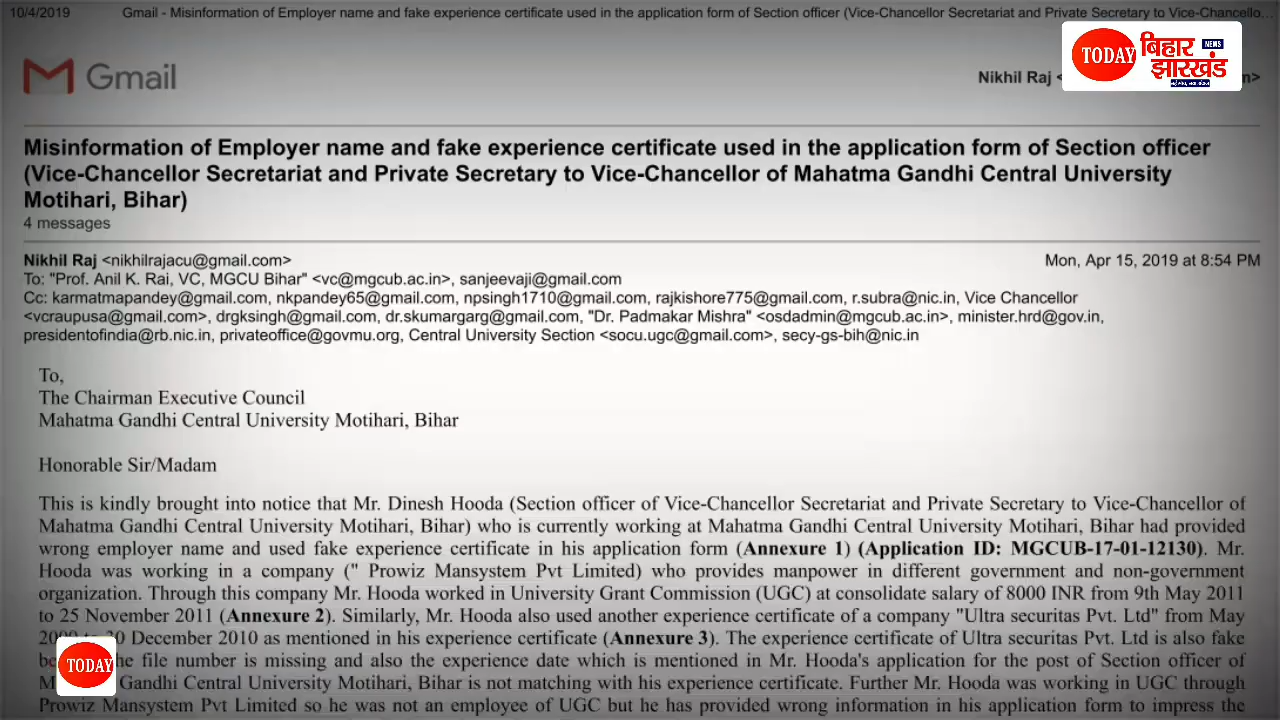 10/4/2019 Gmail - Misinformation of Employer name and fake experience certificate used in the application form of Section officer (Vice-Chancellor Secretariat and Private Secretary to Vice-Chancello...
TODAY बिहार झारखंड NEWS
Gmail
Nikhil Raj <
Misinformation of Employer name and fake experience certificate used in the application form of Section officer
(Vice-Chancellor Secretariat and Private Secretary to Vice-Chancellor of Mahatma Gandhi Central University
Motihari, Bihar)
4 messages
Nikhil Raj <nikhilrajacu@gmail.com> Mon, Apr 15, 2019 at 8:54 PM
To: "Prof. Anil K. Rai, VC, MGCU Bihar" <vc@mgcub.ac.in>, sanjeevaji@gmail.com
Cc: karmatmapandey@gmail.com, nkpandey65@gmail.com, npsingh1710@gmail.com, rajkishore775@gmail.com, r.subra@nic.in, Vice Chancellor
<vcraupusa@gmail.com>, drgksingh@gmail.com, dr.skumargarg@gmail.com, "Dr. Padmakar Mishra" <osdadmin@mgcub.ac.in>, minister.hrd@gov.in,
presidentofindia@rb.nic.in, privateoffice@govmu.org, Central University Section <socu.ugc@gmail.com>, secy-gs-bih@nic.in
To,
The Chairman Executive Council
Mahatma Gandhi Central University Motihari, Bihar
Honorable Sir/Madam
This is kindly brought into notice that Mr. Dinesh Hooda (Section officer of Vice-Chancellor Secretariat and Private Secretary to Vice-Chancellor of
Mahatma Gandhi Central University Motihari, Bihar) who is currently working at Mahatma Gandhi Central University Motihari, Bihar had provided
wrong employer name and used fake experience certificate in his application form (Annexure 1) (Application ID: MGCUB-17-01-12130). Mr.
Hooda was working in a company (" Prowiz Mansystem Pvt Limited) who provides manpower in different government and non-government
organization. Through this company Mr. Hooda worked in University Grant Commission (UGC) at consolidate salary of 8000 INR from 9th May 2011
to 25 November 2011 (Annexure 2). Similarly, Mr. Hooda also used another experience certificate of a company "Ultra securitas Pvt. Ltd" from May
December 2010 as mentioned in his experience certificate (Annexure 3). The experience certificate of Ultra securitas Pvt. Ltd is also fake
file number is missing and also the experience date which is mentioned in Mr. Hooda's application for the post of Section officer of
Gandhi Central University Motihari, Bihar is not matching with his experience certificate. Further Mr. Hooda was working in UGC through
Prowiz Mansystem Pvt Limited so he was not an employee of UGC but he has provided wrong information in his application form to impress the
TODAY